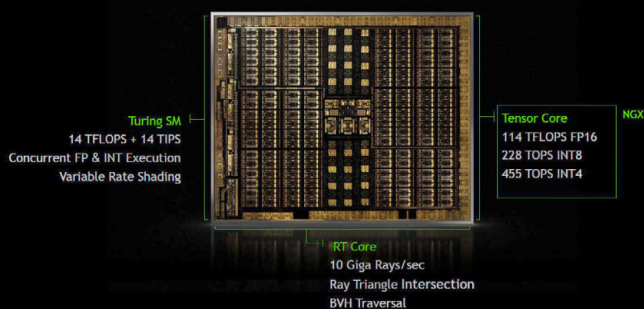 Turing SM
14 TFLOPS + 14 TIPS
Concurrent FP & INT Execution
Variable Rate Shading
Tensor Core
114 TFLOPS FP16
228 TOPS INT8
455 TOPS INT4
NGX
RT Core
10 Giga Rays/sec
Ray Triangle Intersection
BVH Traversal